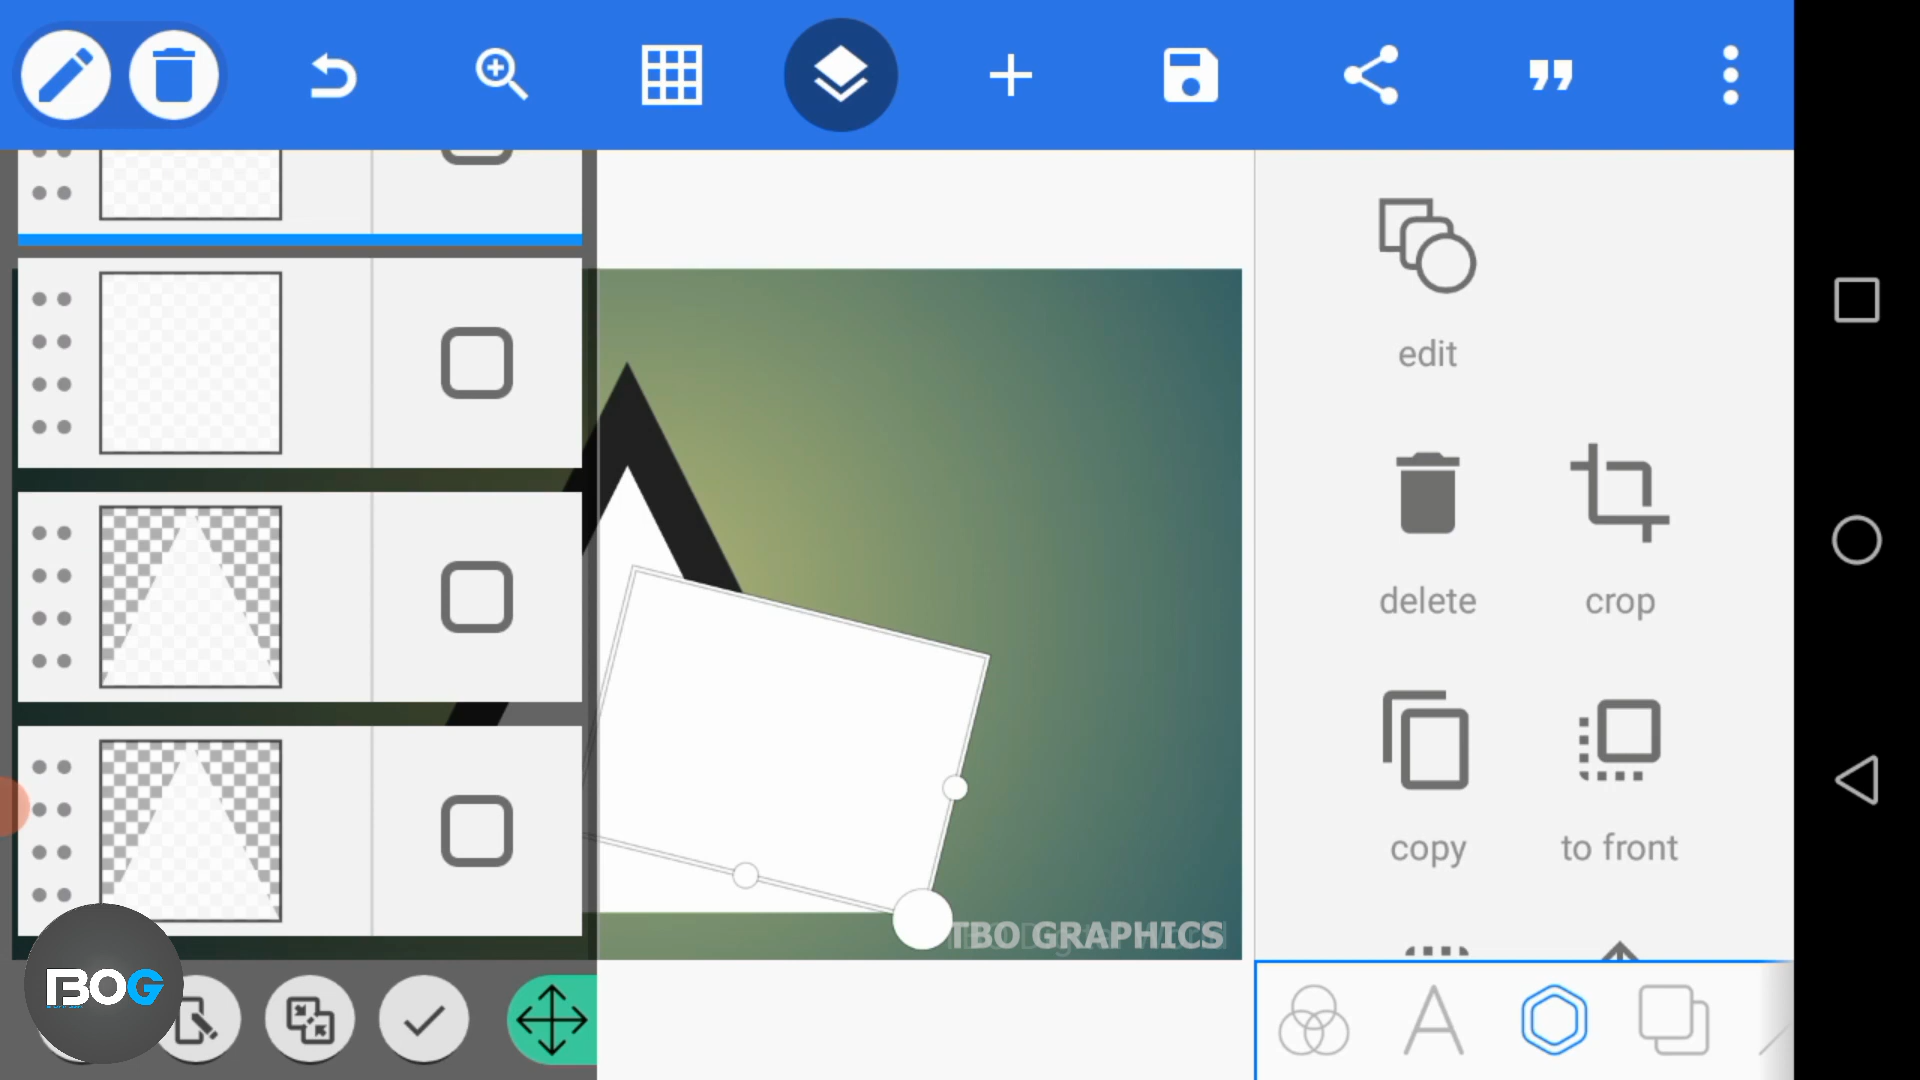 edit
delete
crop
copy
to front
TBO GRAPHICS
BOG